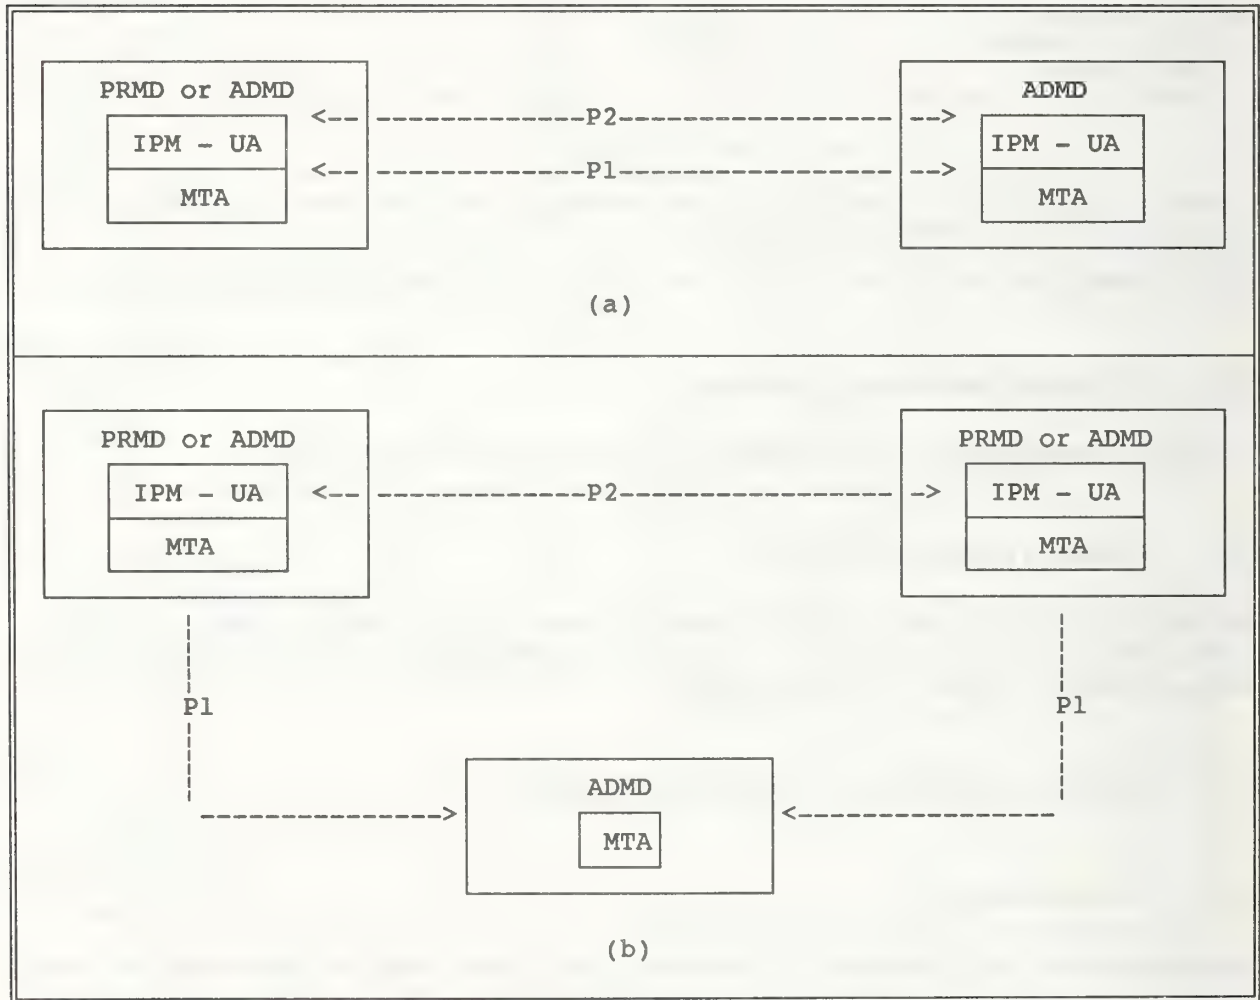 PRMD or ADMD
ADMD
<-- ---------------P2--------------- -->
IPM - UA
IPM - UA
<-- ---------------P1--------------- -->
MTA
MTA
(a)
PRMD or ADMD
PRMD or ADMD
IPM - UA
<-- ---------------P2--------------- -->
IPM - UA
MTA
MTA
P1
P1
ADMD
MTA
(b)